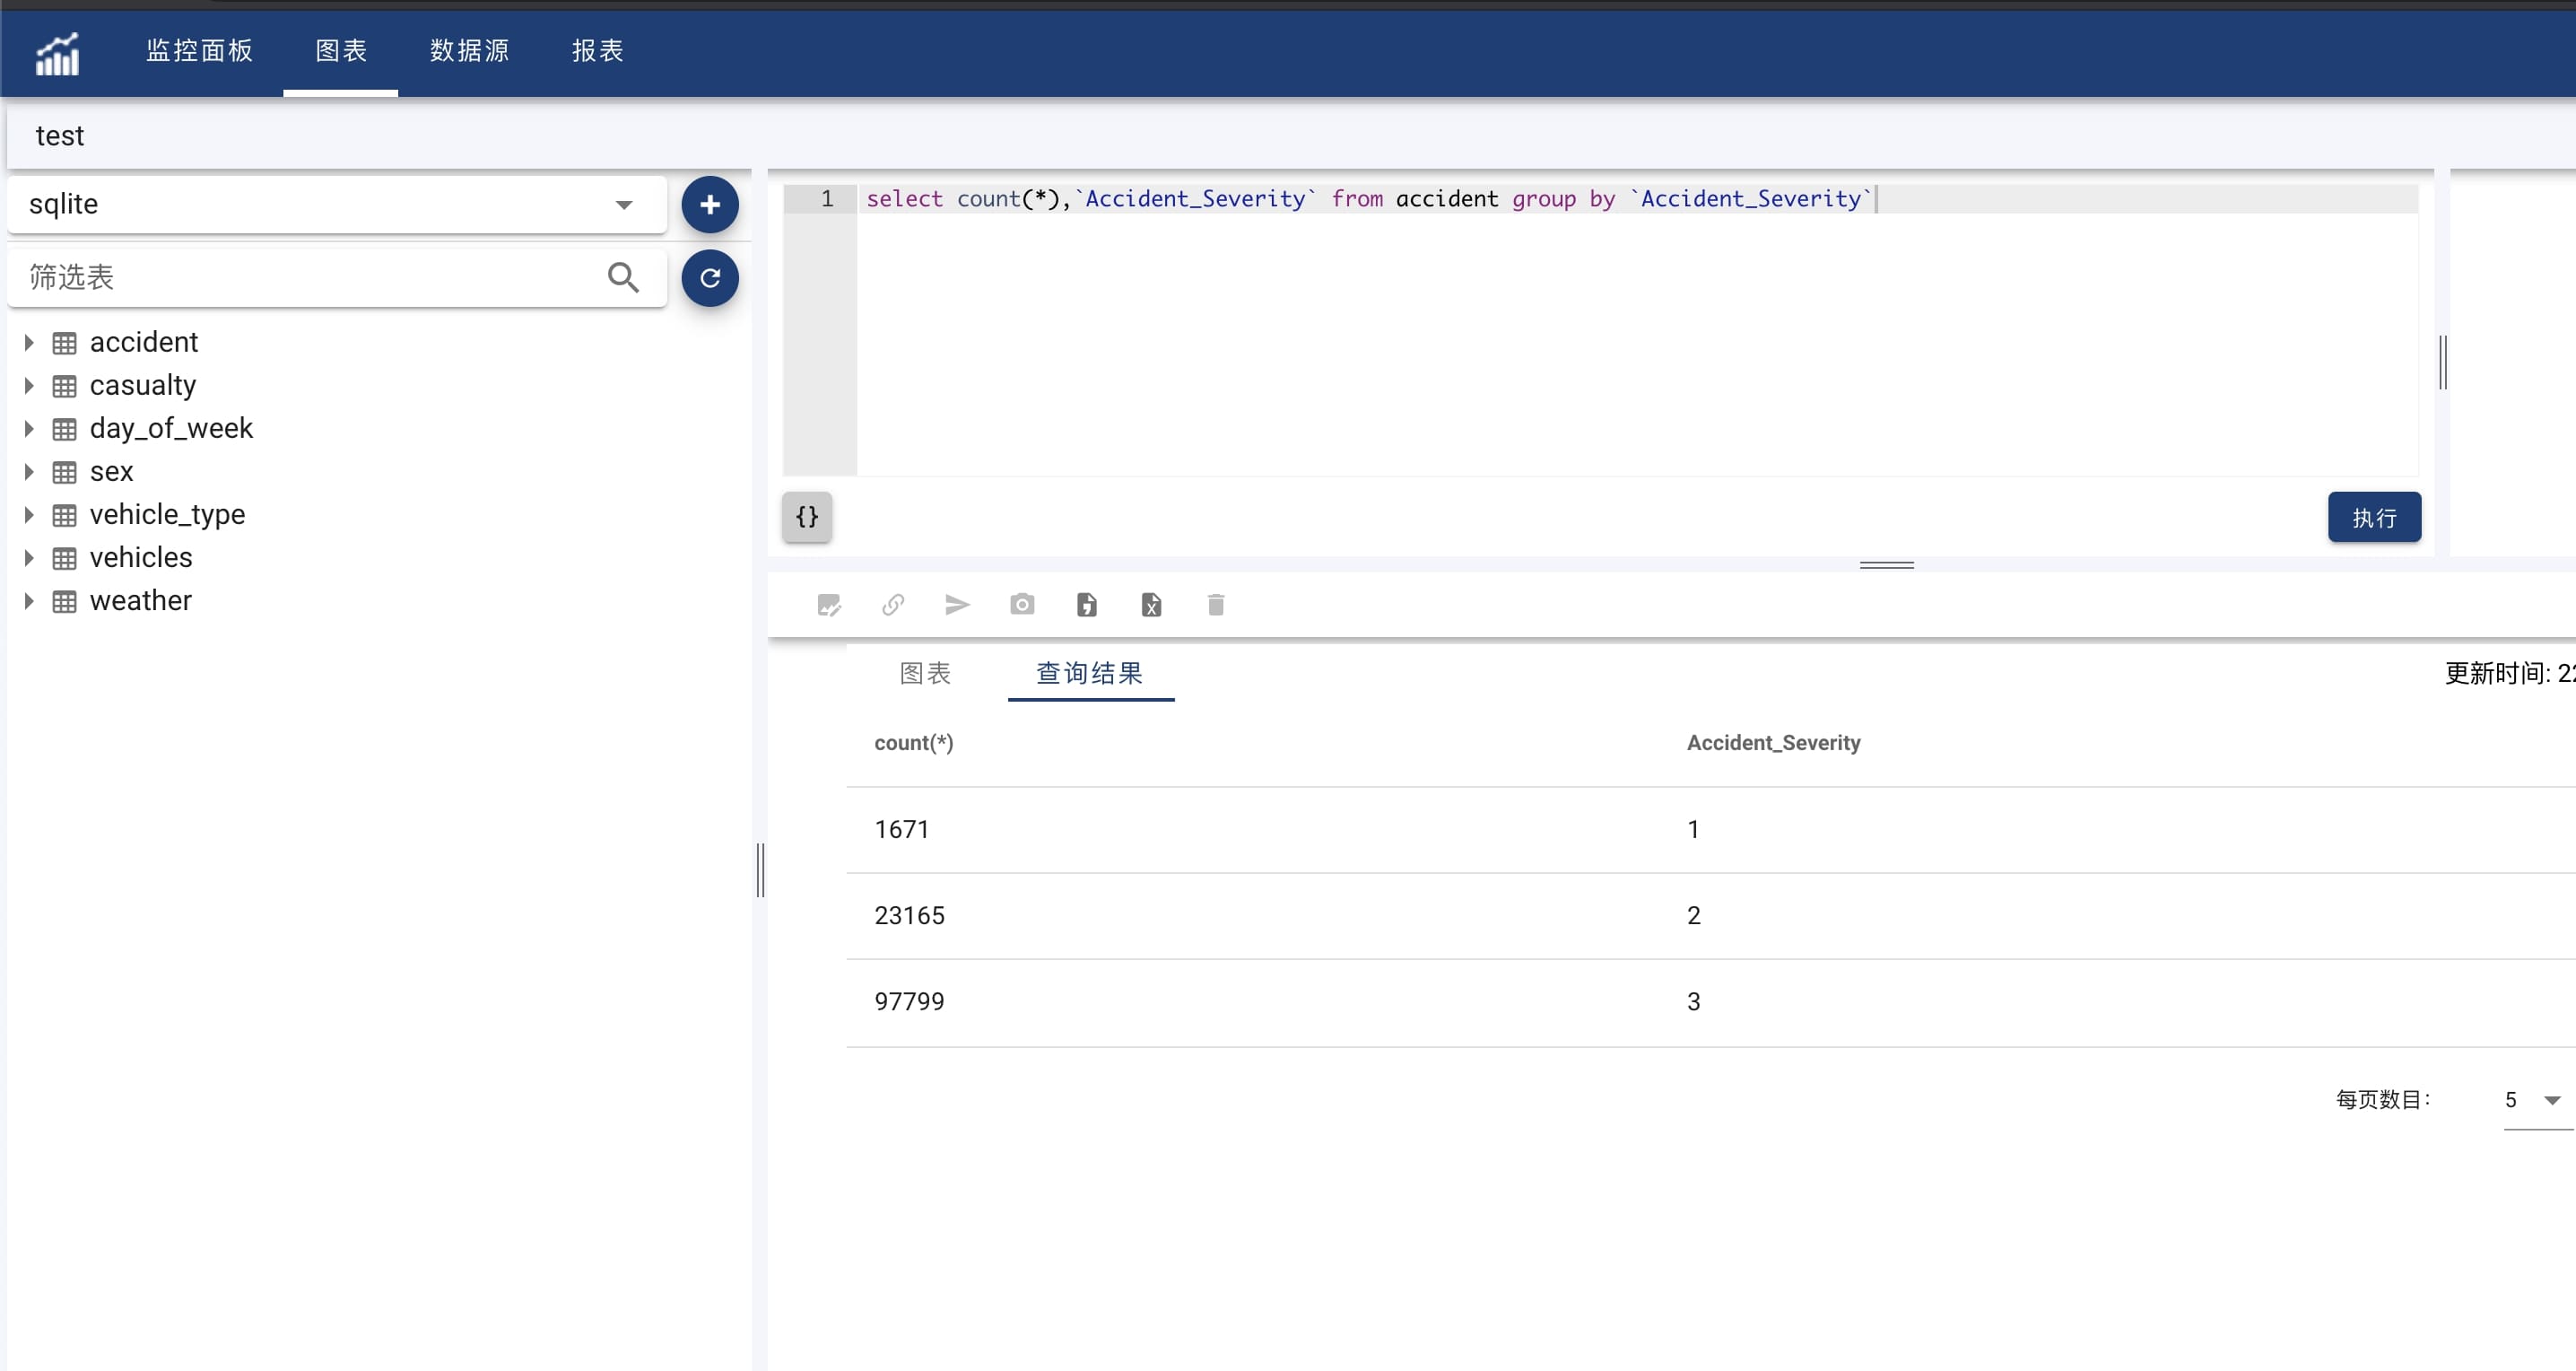 监控面板 图表 数据源 报表
test
sqlite
筛选表
accident
casualty
day_of_week
sex
vehicle_type
vehicles
weather
1 select count(*),`Accident_Severity` from accident group by `Accident_Severity`
{}
执行
图表 查询结果 更新时间: 22
count(*) Accident_Severity
1671 1
23165 2
97799 3
每页数目: 5